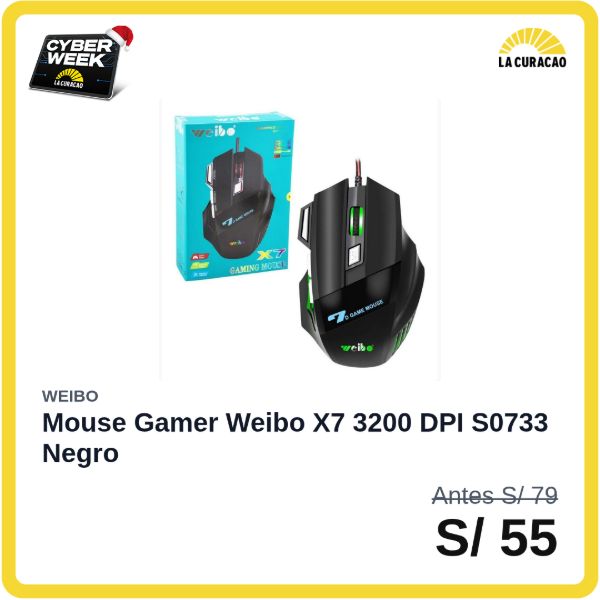 CYBER
WEEK
LA CURACAO
LA CURACAO
weibo
X7
GAMING MOUSE
7D GAME MOUSE
weibo
WEIBO
Mouse Gamer Weibo X7 3200 DPI S0733
Negro
Antes S/ 79
S/ 55